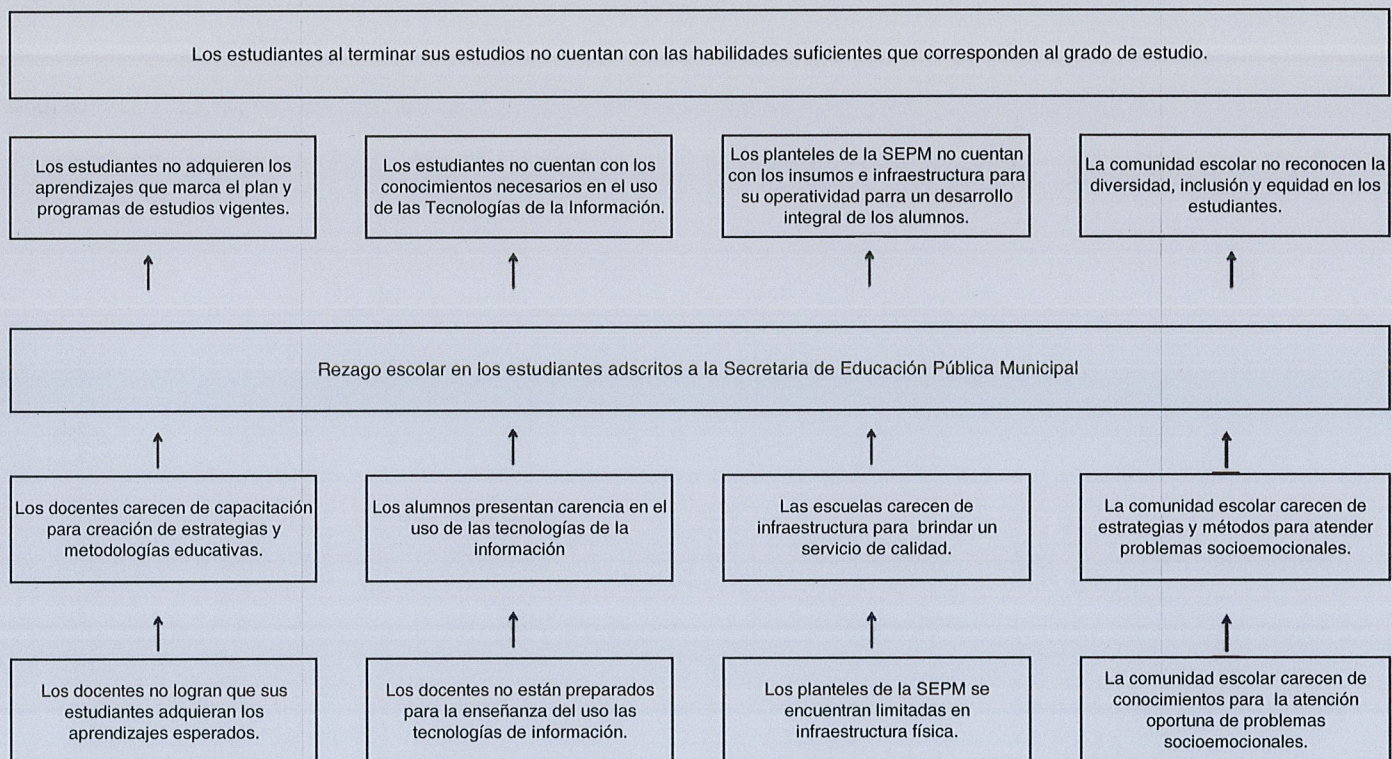 Los estudiantes al terminar sus estudios no cuentan con las habilidades suficientes que corresponden al grado de estudio.
Los estudiantes no adquieren los
aprendizajes que marca el plan y
programas de estudios vigentes.
Los estudiantes no cuentan con los
conocimientos necesarios en el uso
de las Tecnologías de la Información.
Los planteles de la SEPM no cuentan
con los insumos e infraestructura para
su operatividad parra un desarrollo
integral de los alumnos.
La comunidad escolar no reconocen la
diversidad, inclusión y equidad en los
estudiantes.
Rezago escolar en los estudiantes adscritos a la Secretaria de Educación Pública Municipal
Los docentes carecen de capacitación
para creación de estrategias y
metodologías educativas.
Los alumnos presentan carencia en el
uso de las tecnologías de la
información
Las escuelas carecen de
infraestructura para brindar un
servicio de calidad.
La comunidad escolar carecen de
estrategias y métodos para atender
problemas socioemocionales.
Los docentes no logran que sus
estudiantes adquieran los
aprendizajes esperados.
Los docentes no están preparados
para la enseñanza del uso las
tecnologías de información.
Los planteles de la SEPM se
encuentran limitadas en
infraestructura física.
La comunidad escolar carecen de
conocimientos para la atención
oportuna de problemas
socioemocionales.